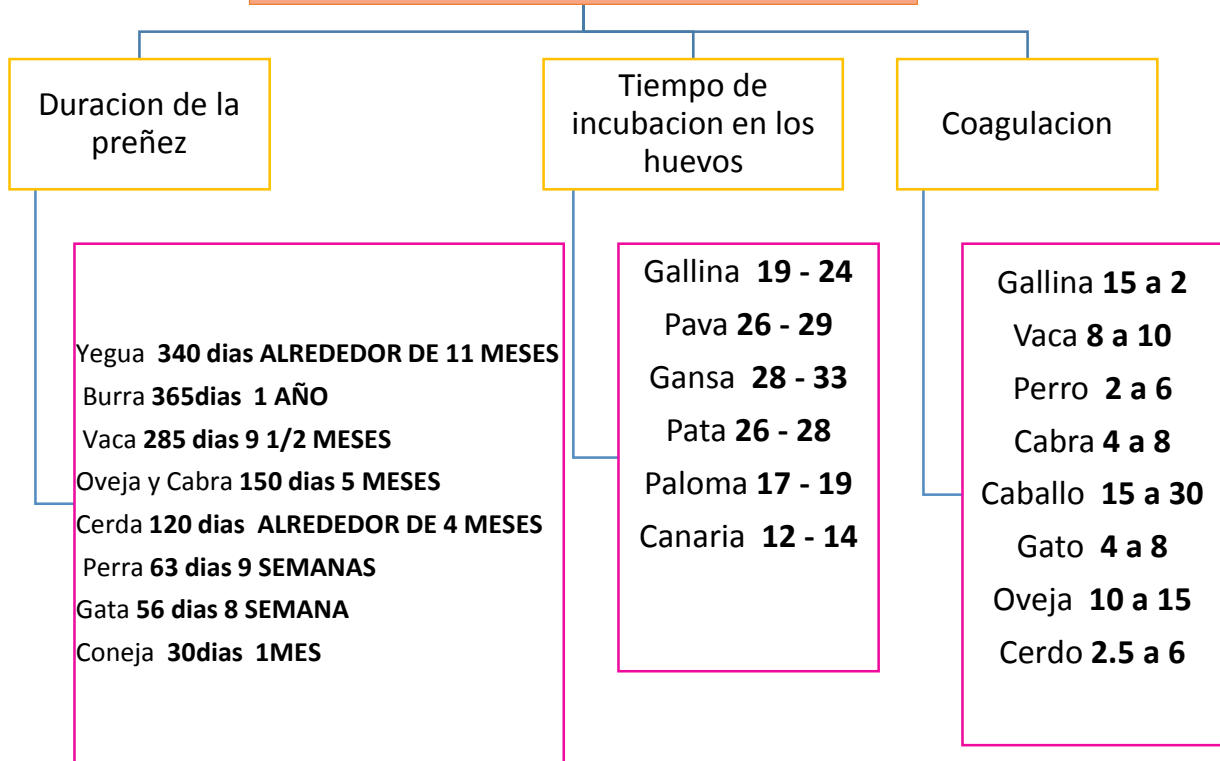 Duracion de la
preñez
Tiempo de
incubacion en los
huevos
Coagulacion
Yegua 340 dias ALREDEDOR DE 11 MESES
Burra 365dias 1 AÑO
Vaca 285 dias 9 1/2 MESES
Oveja y Cabra 150 dias 5 MESES
Cerda 120 dias ALREDEDOR DE 4 MESES
Perra 63 dias 9 SEMANAS
Gata 56 dias 8 SEMANA
Coneja 30dias 1MES
Gallina 19 - 24
Pava 26 - 29
Gansa 28 - 33
Pata 26 - 28
Paloma 17 - 19
Canaria 12 - 14
Gallina 15 a 2
Vaca 8 a 10
Perro 2 a 6
Cabra 4 a 8
Caballo 15 a 30
Gato 4 a 8
Oveja 10 a 15
Cerdo 2.5 a 6